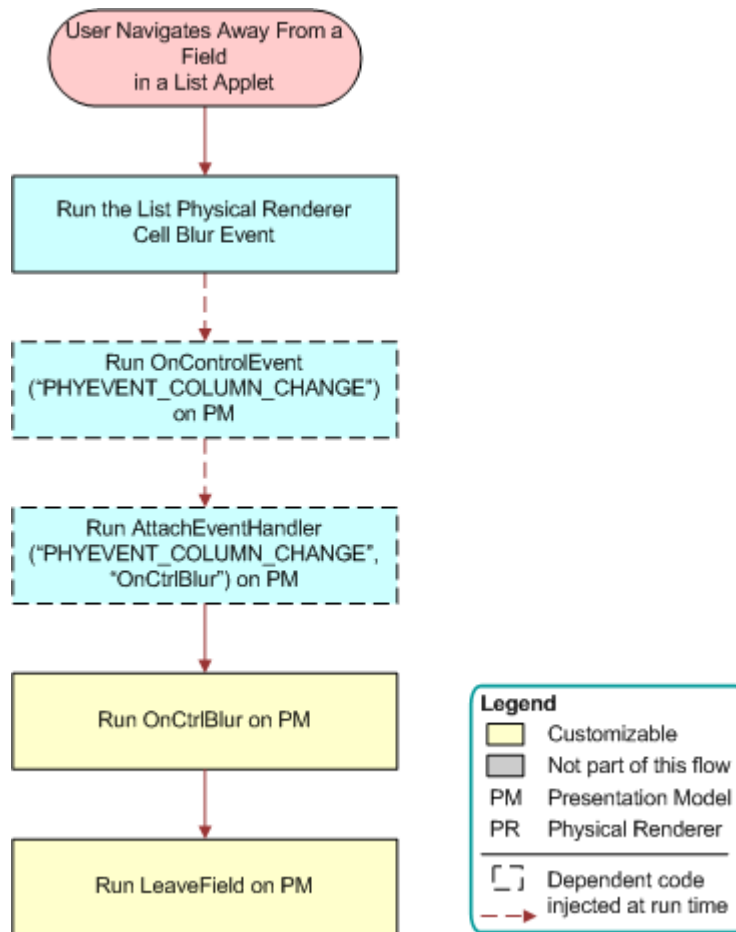 User Navigates Away From a
Field
in a List Applet
Run the List Physical Renderer
Cell Blur Event
Run OnControlEvent
(“PHYEVENT_COLUMN_CHANGE”)
on PM
Run AttachEventHandler
(“PHYEVENT_COLUMN_CHANGE”,
“OnCtrlBlur”) on PM
Run OnCtrlBlur on PM
Run LeaveField on PM
Legend
Customizable
Not part of this flow
PM Presentation Model
PR Physical Renderer
Dependent code
injected at run time